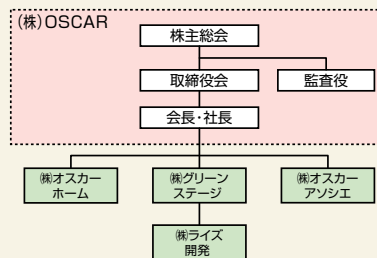 (株)OSCAR
株主総会
取締役会
監査役
会長・社長
㈱オスカー
ホーム
㈱グリーン
ステージ
㈱オスカー
アソシエ
㈱ライズ
開発